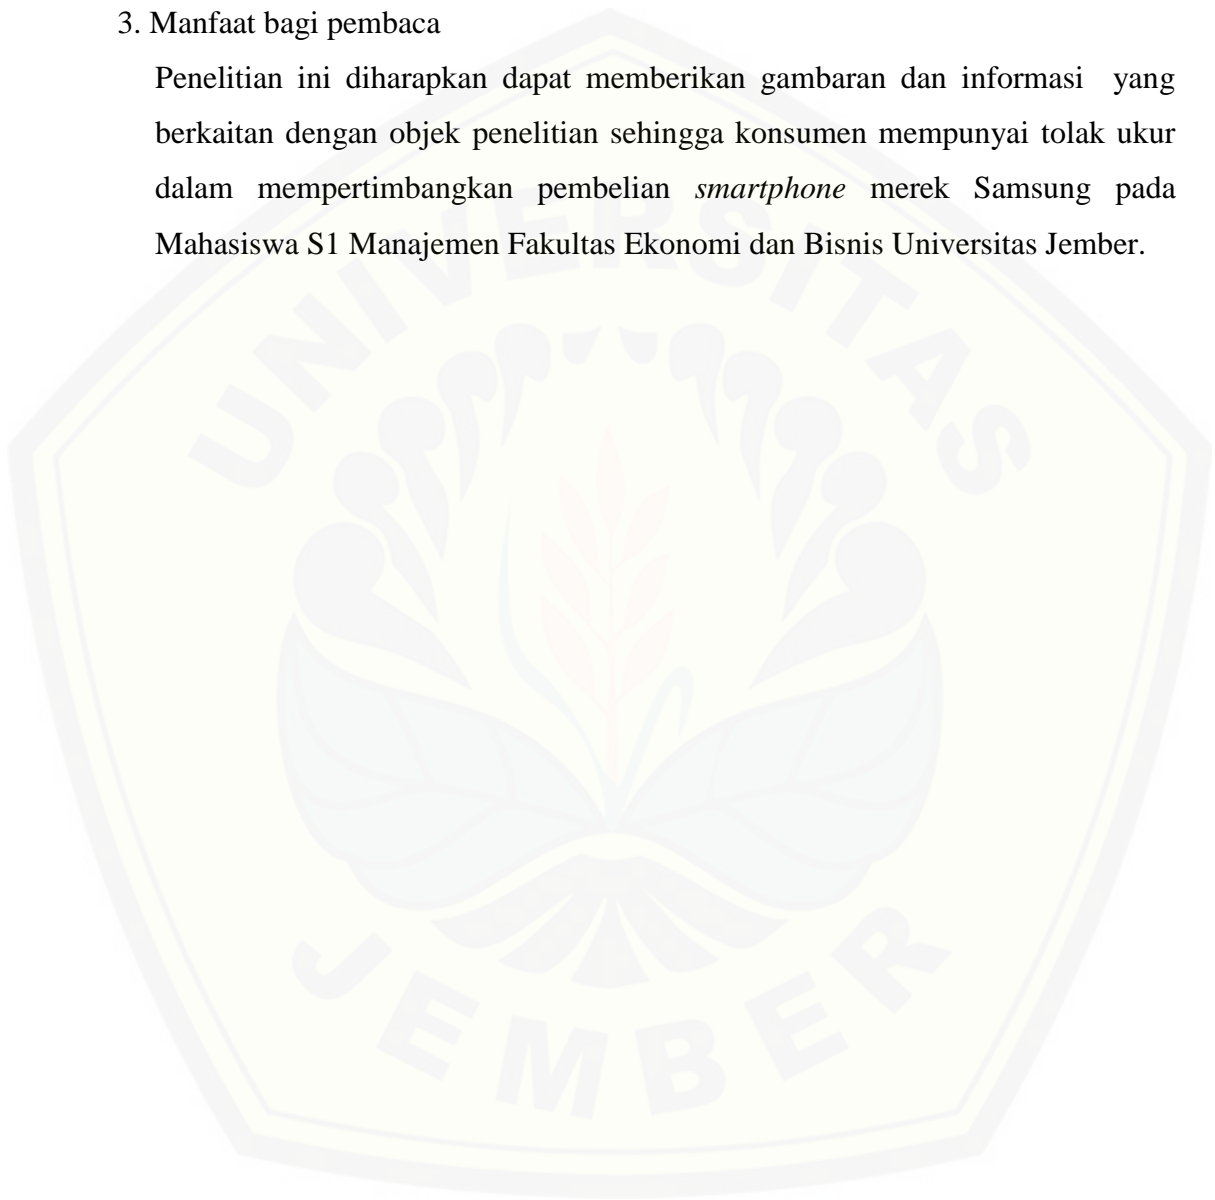 3. Manfaat bagi pembaca
Penelitian ini diharapkan dapat memberikan gambaran dan informasi yang
berkaitan dengan objek penelitian sehingga konsumen mempunyai tolak ukur
dalam mempertimbangkan pembelian smartphone merek Samsung pada
Mahasiswa S1 Manajemen Fakultas Ekonomi dan Bisnis Universitas Jember.
UNIVERSITAS
JEMBER